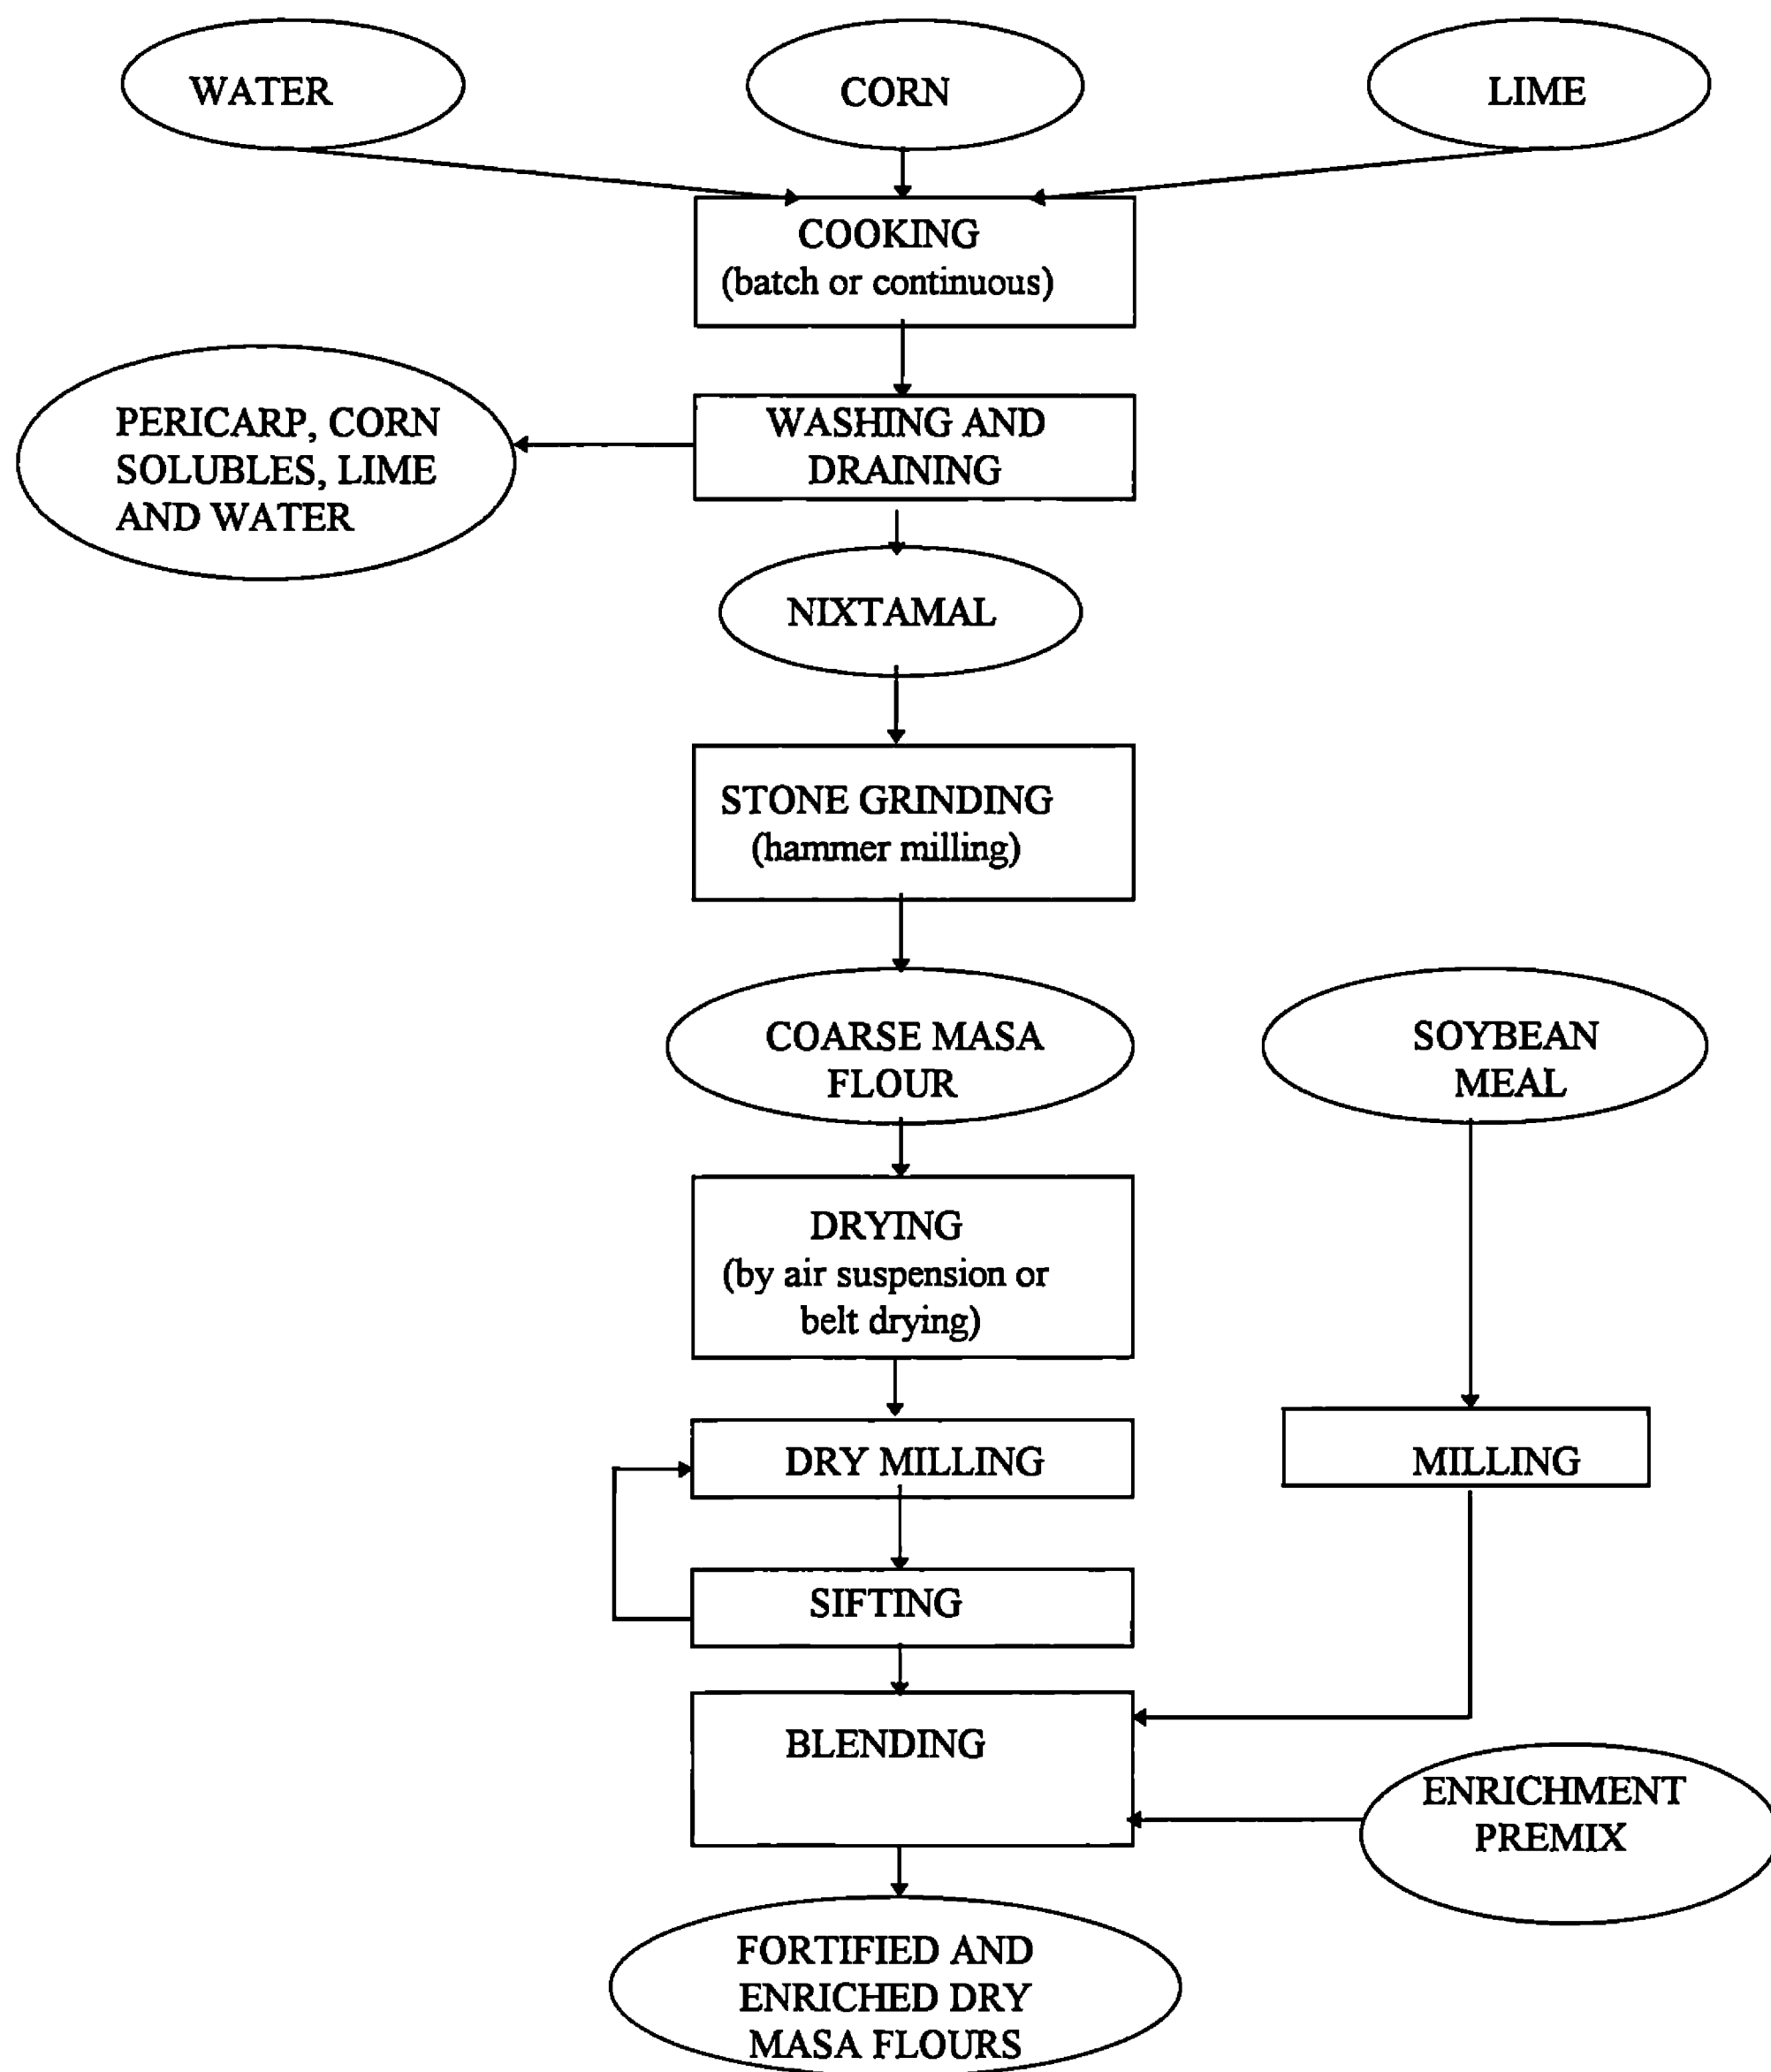 WATER
CORN
LIME
COOKING
(batch or continuous)
PERICARP, CORN
SOLUBLES, LIME
AND WATER
WASHING AND
DRAINING
NIXTAMAL
STONE GRINDING
(hammer milling)
COARSE MASA
FLOUR
SOYBEAN
MEAL
DRYING
(by air suspension or
belt drying)
DRY MILLING
MILLING
SIFTING
BLENDING
ENRICHMENT
PREMIX
FORTIFIED AND
ENRICHED DRY
MASA FLOURS